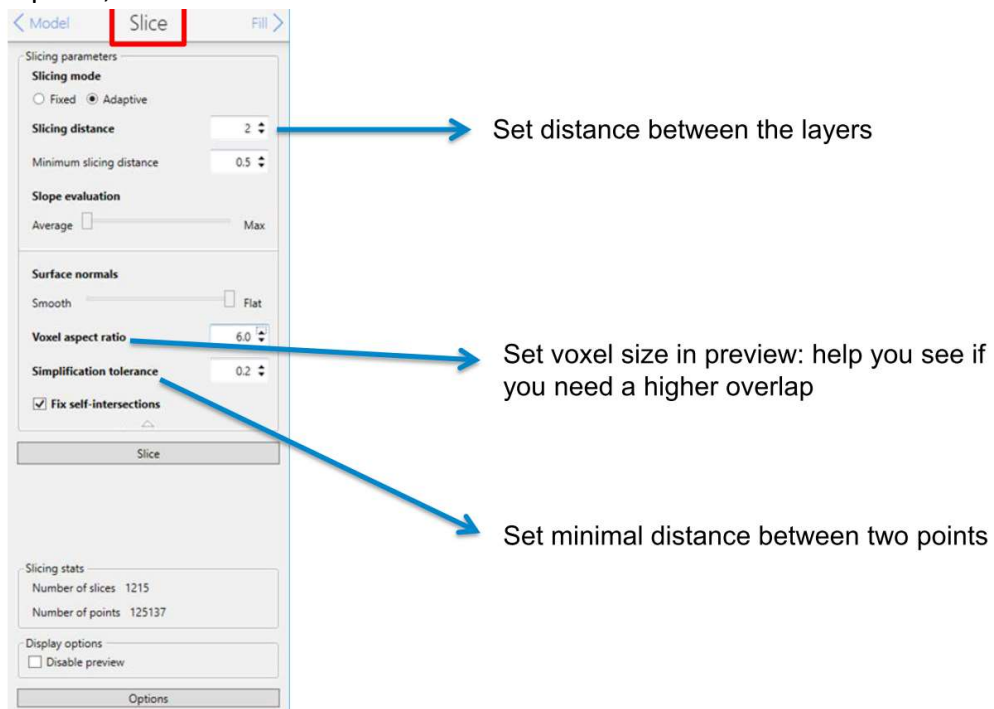 Model
Slice
Fill
Slicing parameters
Slicing mode
Fixed Adaptive
Slicing distance 2
Set distance between the layers
Minimum slicing distance 0.5
Slope evaluation
Average Max
Surface normals
Smooth Flat
Voxel aspect ratio 6.0
Set voxel size in preview: help you see if
you need a higher overlap
Simplification tolerance 0.2
Fix self-intersections
Slice
Set minimal distance between two points
Slicing stats
Number of slices 1215
Number of points 125137
Display options
Disable preview
Options